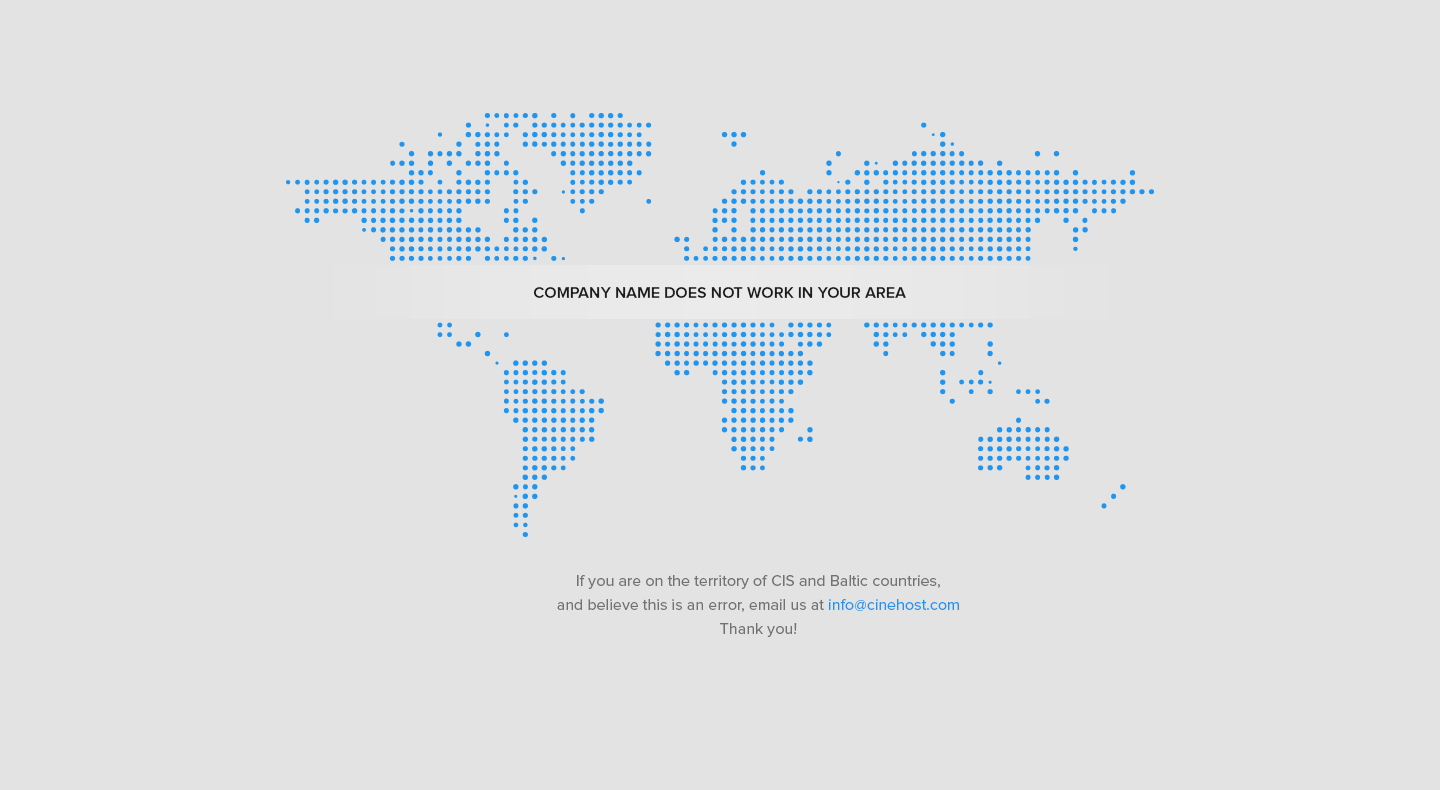 COMPANY NAME DOES NOT WORK IN YOUR AREA
If you are on the territory of CIS and Baltic countries,
and believe this is an error, email us at info@cinehost.com
Thank you!